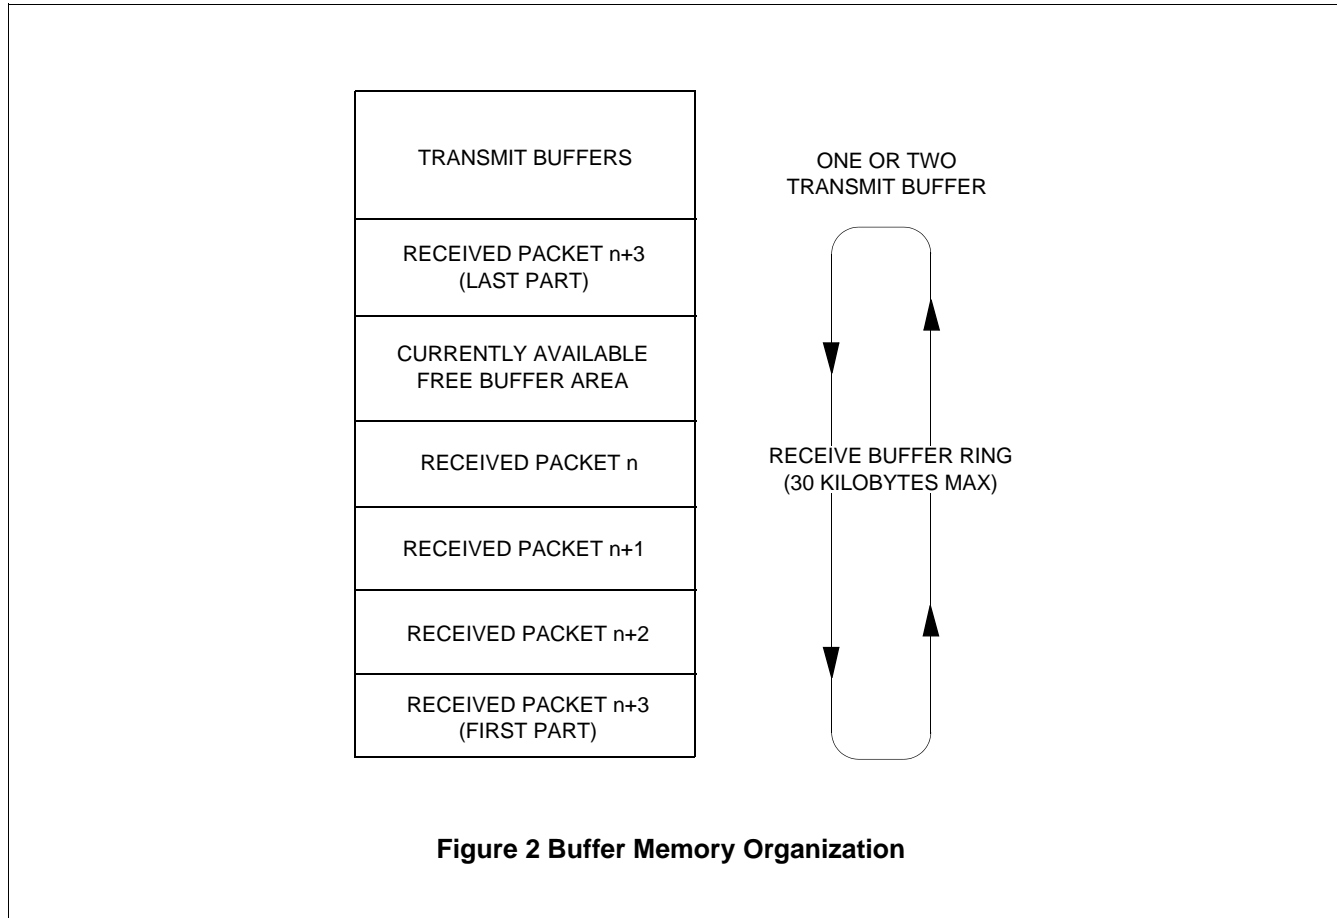 TRANSMIT BUFFERS
RECEIVED PACKET n+3
(LAST PART)
CURRENTLY AVAILABLE
FREE BUFFER AREA
RECEIVED PACKET n
RECEIVED PACKET n+1
RECEIVED PACKET n+2
RECEIVED PACKET n+3
(FIRST PART)
ONE OR TWO
TRANSMIT BUFFER
RECEIVE BUFFER RING
(30 KILOBYTES MAX)
Figure 2 Buffer Memory Organization